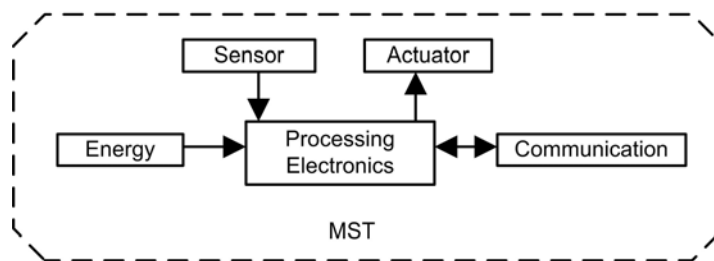 Sensor
Actuator
Energy
Processing
Electronics
Communication
MST